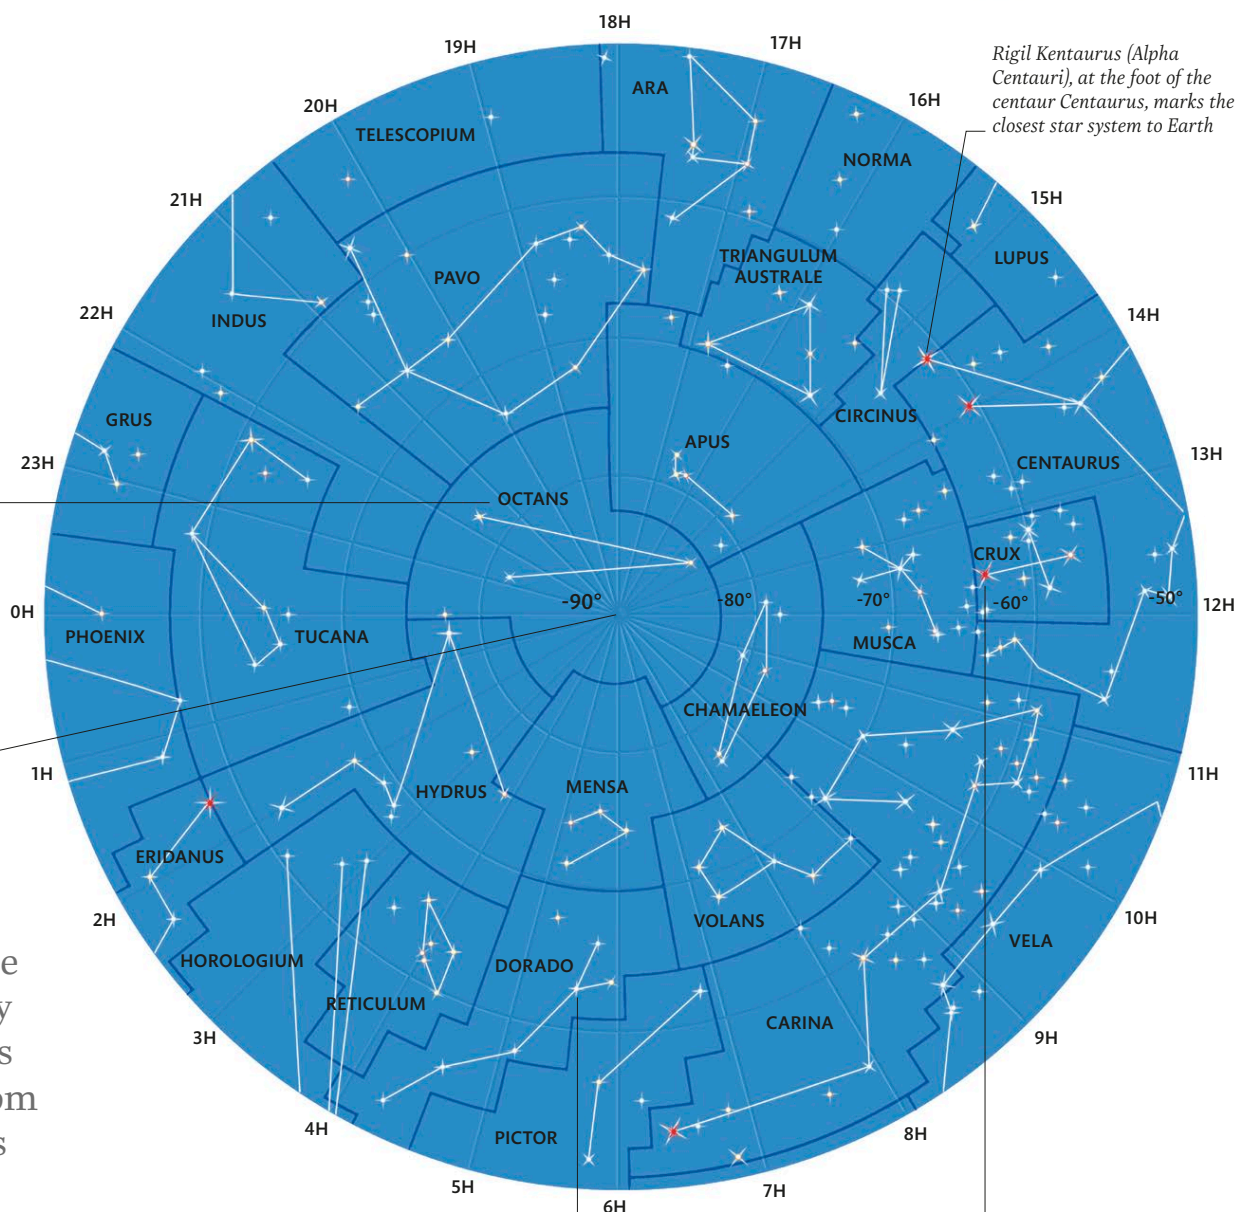 18H
19H
17H
20H
16H
21H
15H
22H
14H
23H
13H
0H
12H
1H
11H
2H
10H
3H
9H
4H
8H
5H
7H
6H
Rigil Kentaurus (Alpha
Centauri), at the foot of the
centaur Centaurus, marks the
closest star system to Earth
ARA
TELESCOPIUM
NORMA
LUPUS
TRIANGULUM
AUSTRALE
PAVO
INDUS
GRUS
CIRCINUS
APUS
CENTAURUS
OCTANS
CRUX
-90°
-80°
-70°
-60°
-50°
PHOENIX
TUCANA
MUSCA
CHAMAELEON
HYDRUS
MENSA
ERIDANUS
VOLANS
VELA
HOROLOGIUM
DORADO
RETICULUM
CARINA
PICTOR